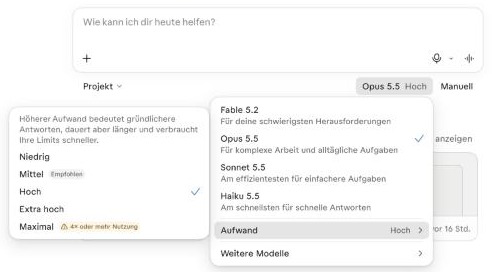 Wie kann ich dir heute helfen?
Projekt
Opus 5.5 Hoch
Manuell
Höherer Aufwand bedeutet gründlichere
Antworten, dauert aber länger und verbraucht
Ihre Limits schneller.
Niedrig
Mittel Empfohlen
Hoch
Extra hoch
Maximal 4× oder mehr Nutzung
Fable 5.2
Für deine schwierigsten Herausforderungen
Opus 5.5
Für komplexe Arbeit und alltägliche Aufgaben
Sonnet 5.5
Am effizientesten für einfachere Aufgaben
Haiku 5.5
Am schnellsten für schnelle Antworten
Aufwand Hoch
Weitere Modelle
anzeigen
vor 16 Std.